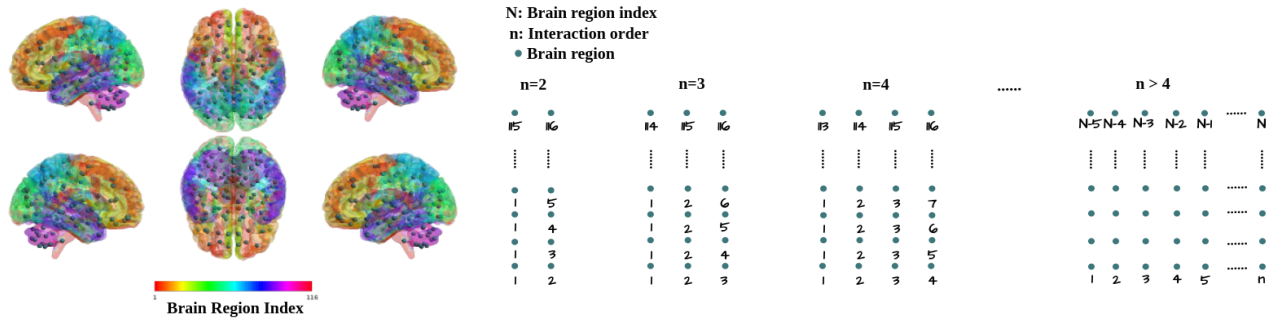 N: Brain region index
n: Interaction order
Brain region
n=2 n=3 n=4 ...... n > 4
115 116 114 115 116 113 114 115 116 N-5 N-4 N-3 N-2 N-1 ...... N
1 5 1 2 6 1 2 3 7 ......
1 4 1 2 5 1 2 3 6 ......
1 3 1 2 4 1 2 3 5 ......
1 2 1 2 3 1 2 3 4 1 2 3 4 5 ...... n
1 116
Brain Region Index